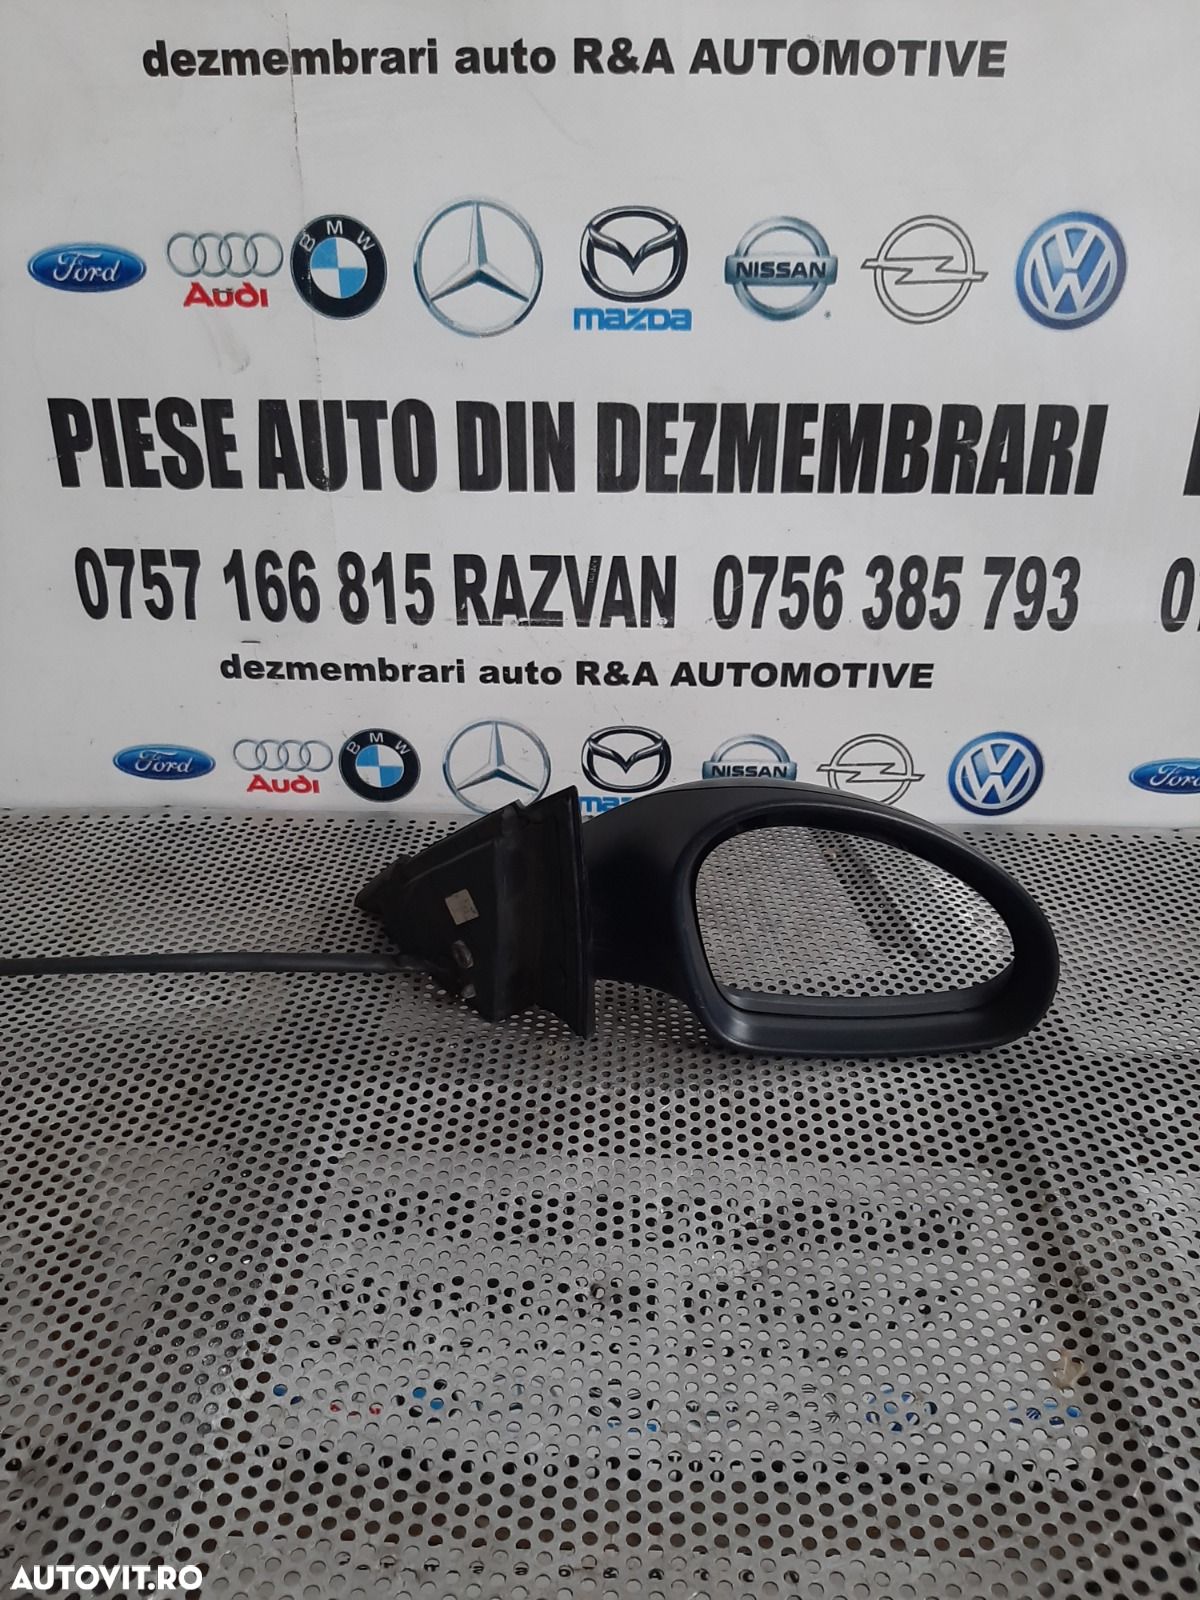 dezmembrari auto R&A AUTOMOTIVE
Ford Audi BMW mazda NISSAN
PIESE AUTO DIN DEZMEMBRARI
0757 166 815 RAZVAN 0756 385 793
dezmembrari auto R&A AUTOMOTIVE
Ford Audi BMW NISSAN Ford
AUTOVIT.RO